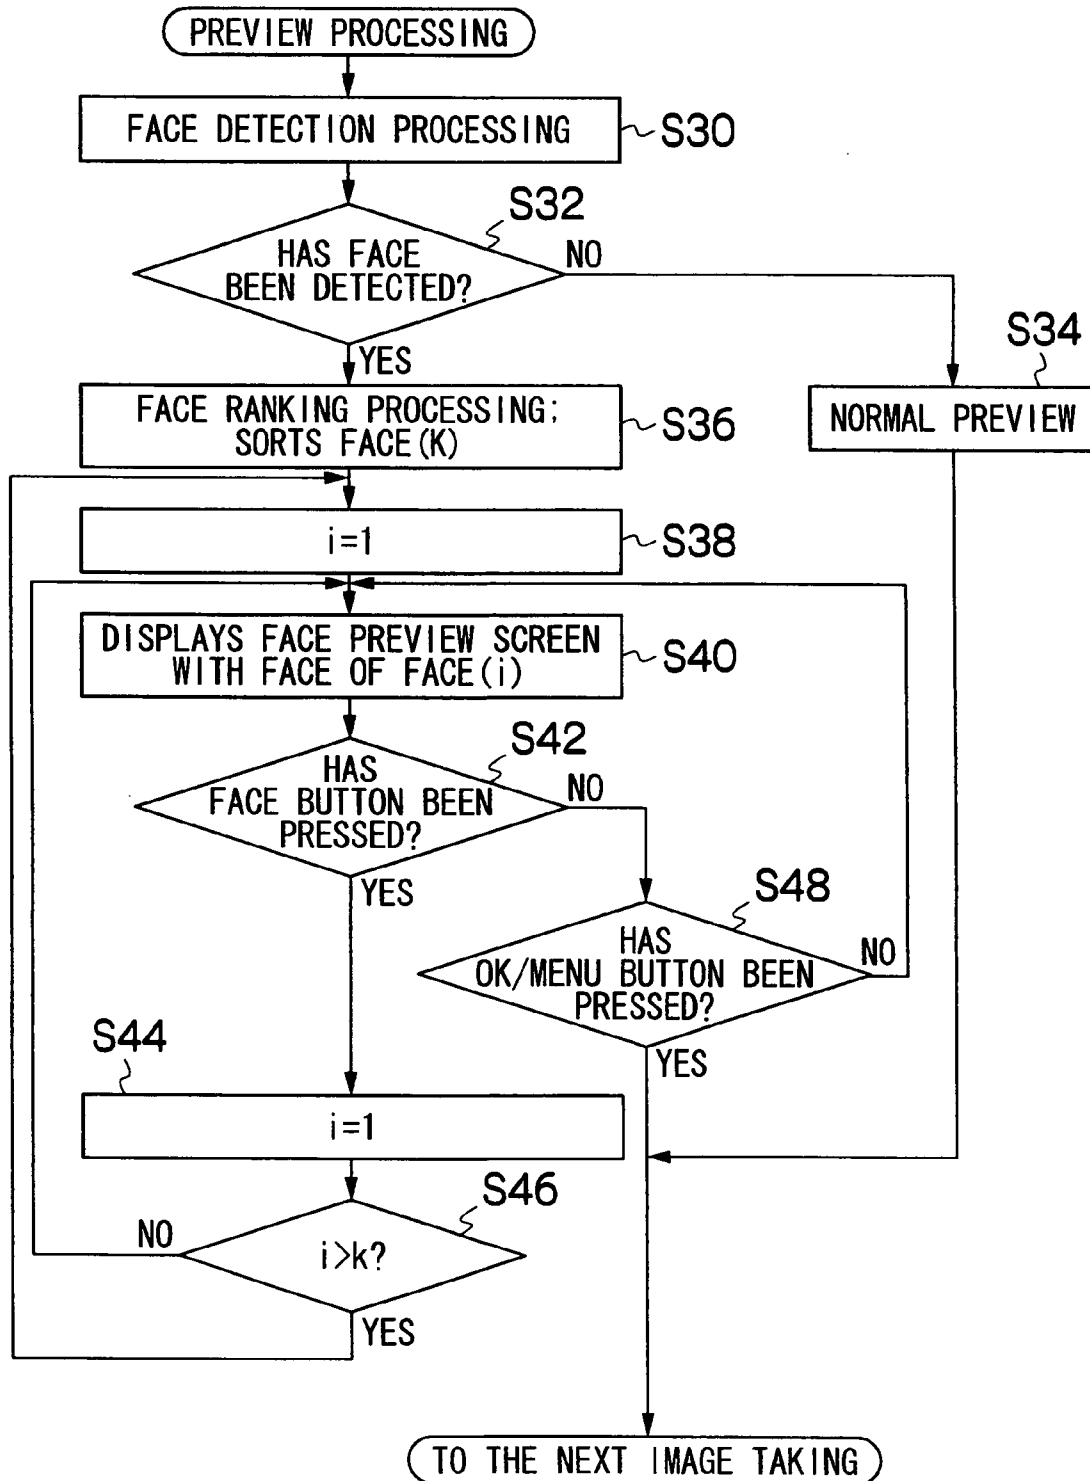 PREVIEW PROCESSING
FACE DETECTION PROCESSING
S30
S32
HAS FACE
BEEN DETECTED?
NO
YES
S34
NORMAL PREVIEW
FACE RANKING PROCESSING;
SORTS FACE(K)
S36
i=1
S38
DISPLAYS FACE PREVIEW SCREEN
WITH FACE OF FACE(i)
S40
S42
HAS
FACE BUTTON BEEN
PRESSED?
NO
YES
S48
HAS
OK/MENU BUTTON BEEN
PRESSED?
NO
YES
S44
i=1
S46
i>k?
NO
YES
TO THE NEXT IMAGE TAKING